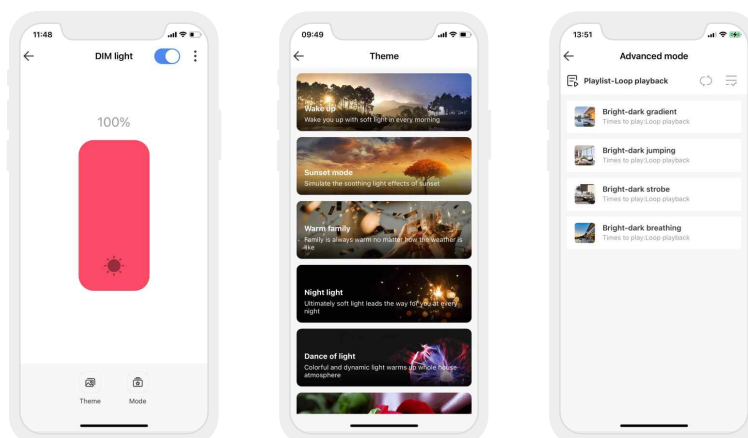 11:48
DIM light
100%
Theme
Mode
09:49
Theme
Wake up
Wake you up with soft light in every morning
Sunset mode
Simulate the soothing light effects of sunset
Warm family
Family is always warm no matter how the weather is
like
Night light
Ultimately soft light leads the way for you at every
night
Dance of light
Colorful and dynamic light warms up whole house
atmosphere
13:51
Advanced mode
Playlist-Loop playback
Bright-dark gradient
Times to play:Loop playback
Bright-dark jumping
Times to play:Loop playback
Bright-dark strobe
Times to play:Loop playback
Bright-dark breathing
Times to play:Loop playback